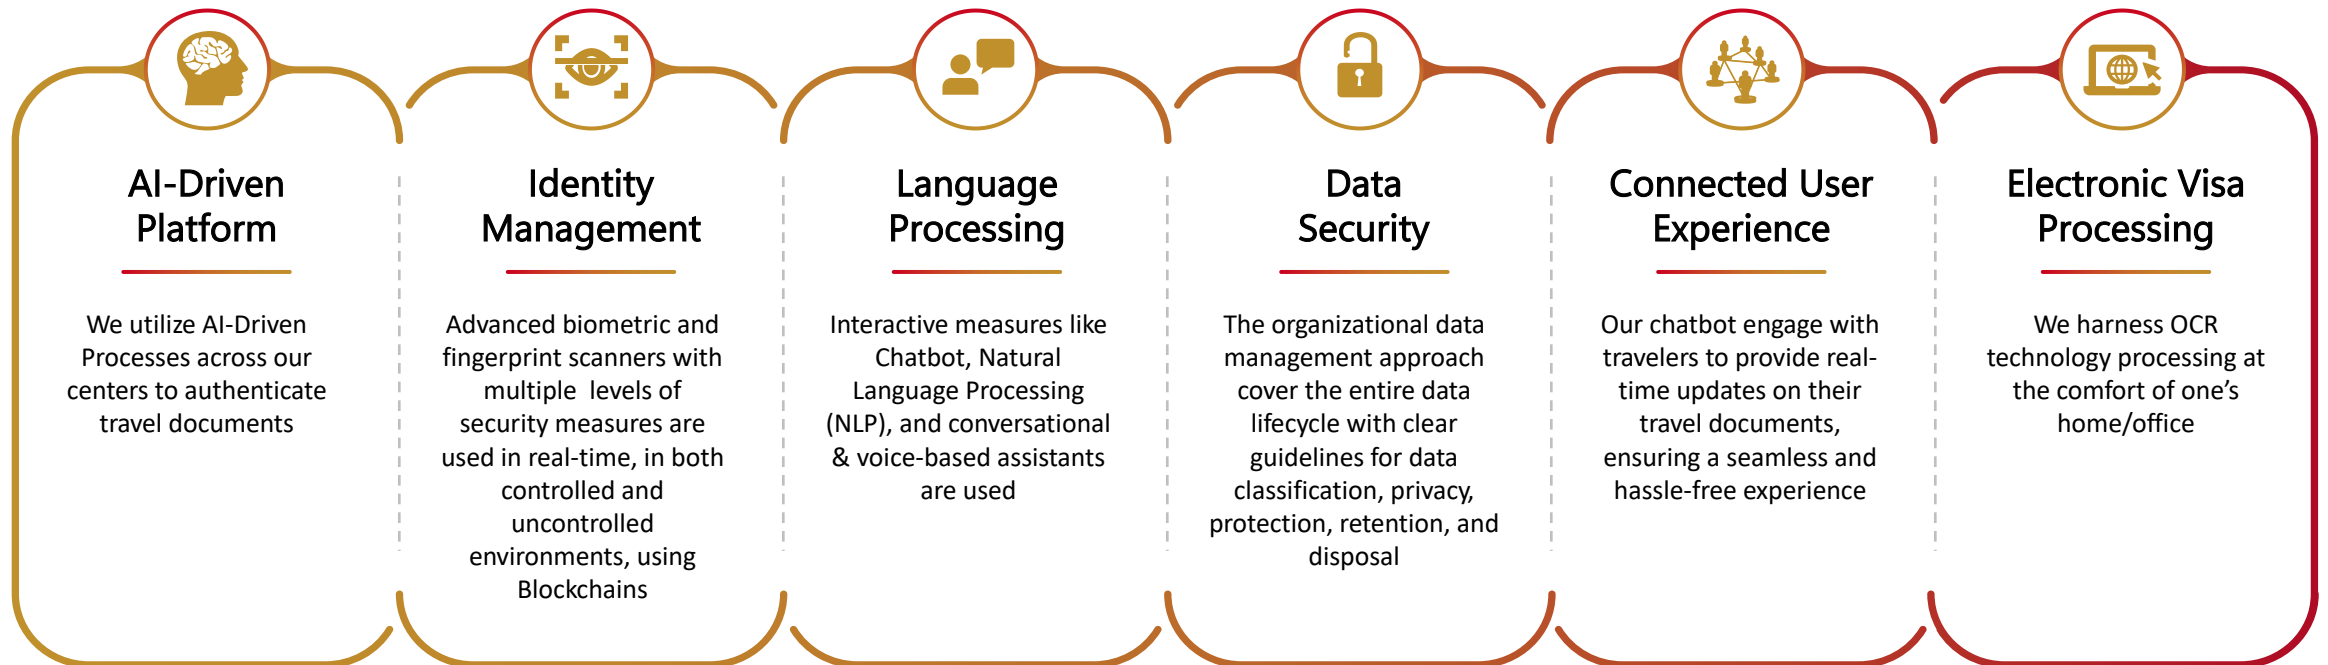 AI-Driven
Platform
We utilize AI-Driven
Processes across our
centers to authenticate
travel documents
Identity
Management
Advanced biometric and
fingerprint scanners with
multiple levels of
security measures are
used in real-time, in both
controlled and
uncontrolled
environments, using
Blockchains
Language
Processing
Interactive measures like
Chatbot, Natural
Language Processing
(NLP), and conversational
& voice-based assistants
are used
Data
Security
The organizational data
management approach
cover the entire data
lifecycle with clear
guidelines for data
classification, privacy,
protection, retention, and
disposal
Connected User
Experience
Our chatbot engage with
travelers to provide real-
time updates on their
travel documents,
ensuring a seamless and
hassle-free experience
Electronic Visa
Processing
We harness OCR
technology processing at
the comfort of one’s
home/office